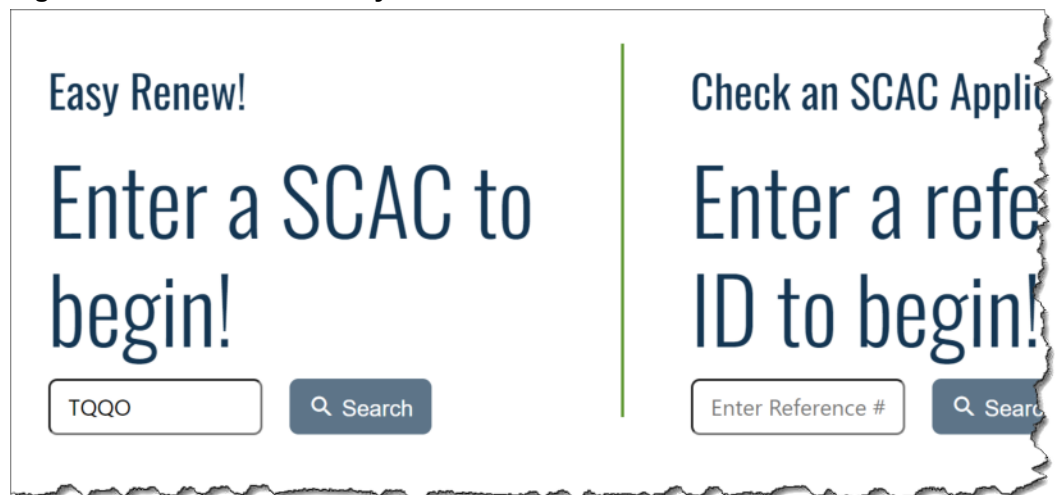 Easy Renew!
Enter a SCAC to
begin!
TQQO
Search
Check an SCAC
Enter a
ID to begin!
Enter Reference #